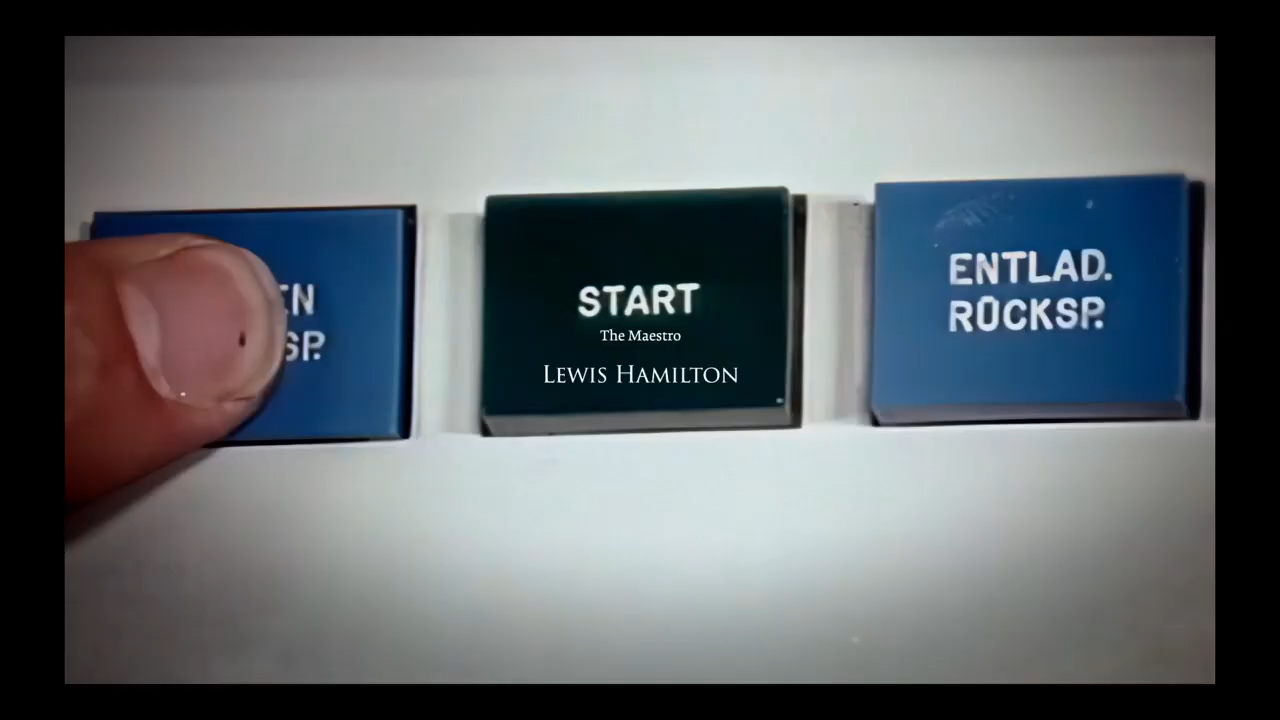 START
The Maestro
LEWIS HAMILTON
ENTLAD.
RÜCKSP.